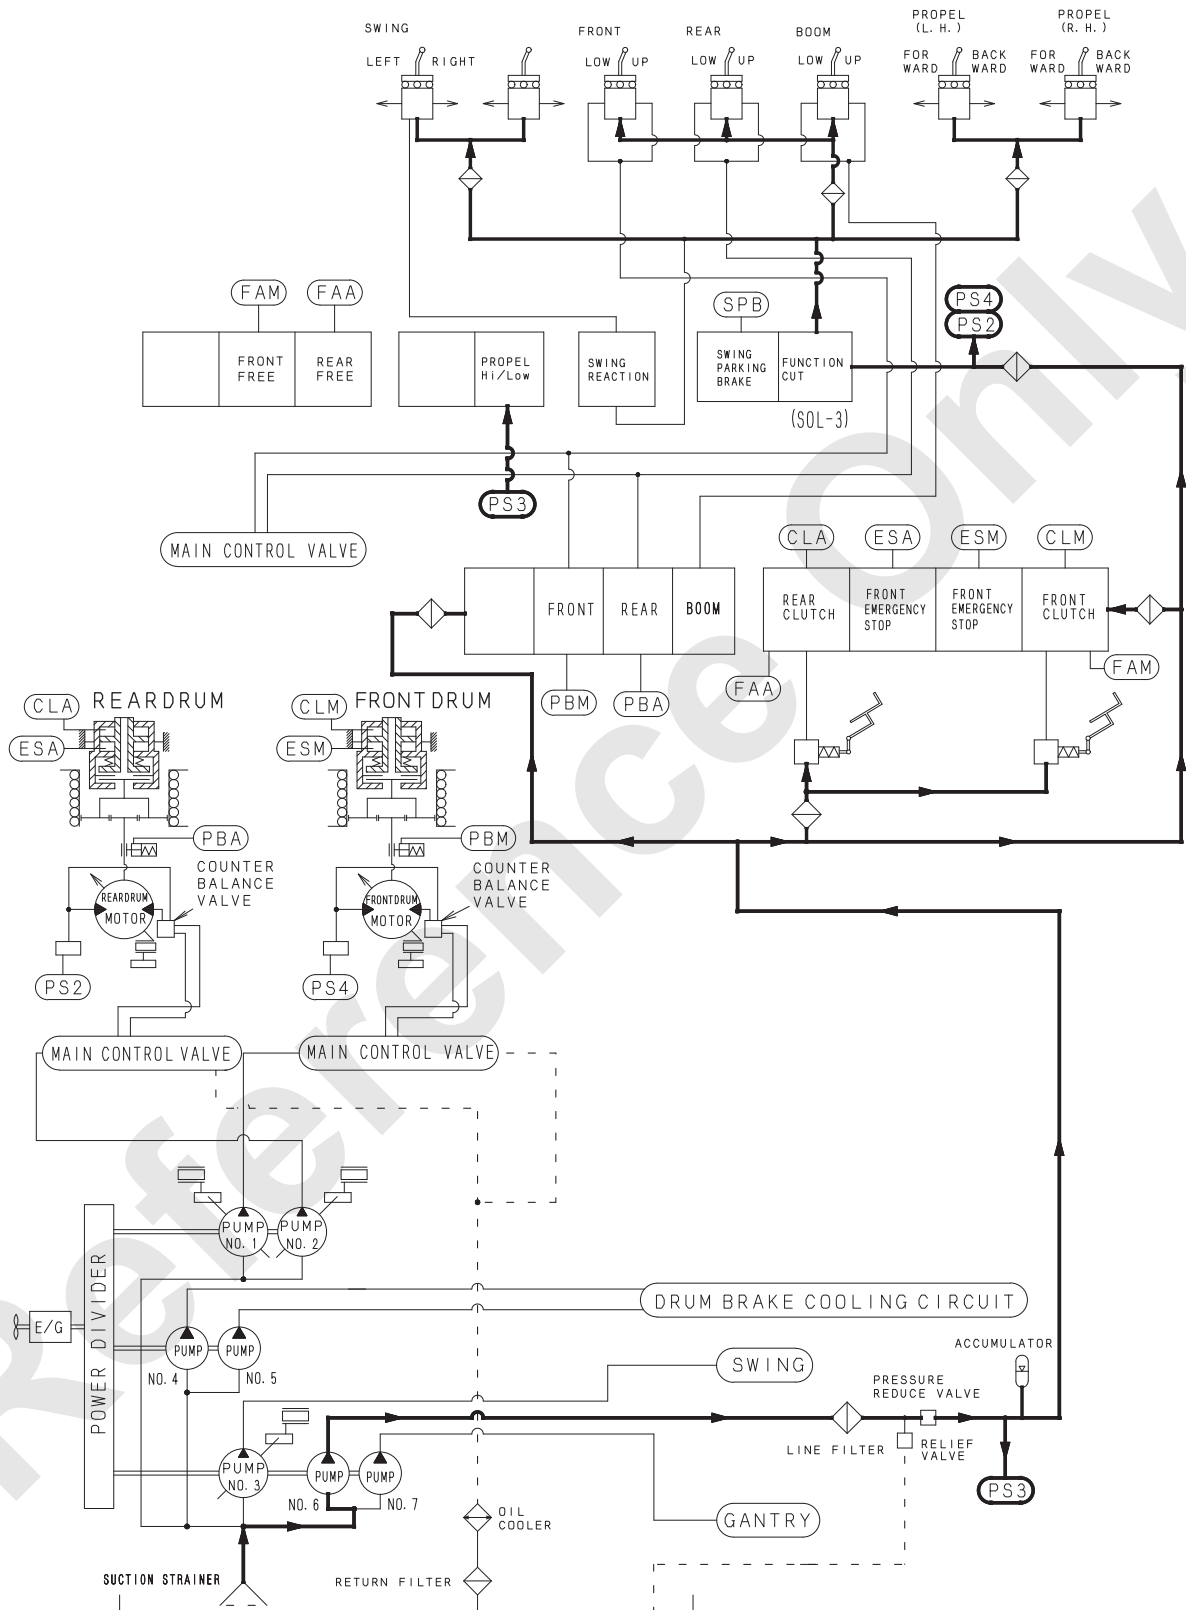 SWING
FRONT
REAR
BOOM
PROPEL
(L. H.)
PROPEL
(R. H.)
LEFT RIGHT
LOW UP
LOW UP
LOW UP
FOR
WARD
BACK
WARD
FOR
WARD
BACK
WARD
FAM
FAA
SPB
PS4
PS2
FRONT
FREE
REAR
FREE
PROPEL
Hi/Low
SWING
REACTION
SWING
PARKING
BRAKE
FUNCTION
CUT
(SOL-3)
PS3
MAIN CONTROL VALVE
CLA
ESA
ESM
CLM
FRONT
REAR
BOOM
REAR
CLUTCH
FRONT
EMERGENCY
STOP
FRONT
EMERGENCY
STOP
FRONT
CLUTCH
PBM
PBA
FAA
FAM
CLA
REAR DRUM
ESA
CLM
FRONT DRUM
ESM
PBA
COUNTER
BALANCE
VALVE
REARDRUM
MOTOR
PS2
PBM
COUNTER
BALANCE
VALVE
FRONTDRUM
MOTOR
PS4
MAIN CONTROL VALVE
MAIN CONTROL VALVE
PUMP
NO. 1
PUMP
NO. 2
POWER DIVIDER
E/G
DRUM BRAKE COOLING CIRCUIT
PUMP
NO. 4
PUMP
NO. 5
SWING
ACCUMULATOR
PRESSURE
REDUCE VALVE
LINE FILTER
RELIEF
VALVE
PS3
PUMP
NO. 3
PUMP
NO. 6
PUMP
NO. 7
OIL
COOLER
GANTRY
SUCTION STRAINER
RETURN FILTER
Reference Only